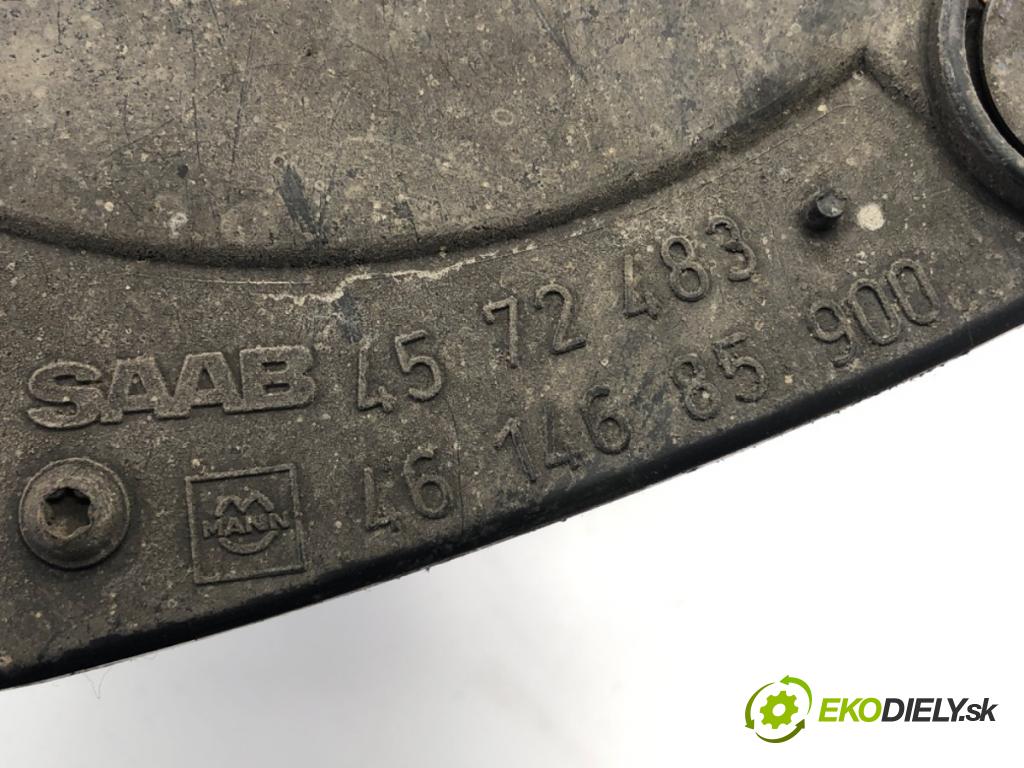 SAAB 45 72 483
MANN 46 146 85 900
EKODIELY.sk